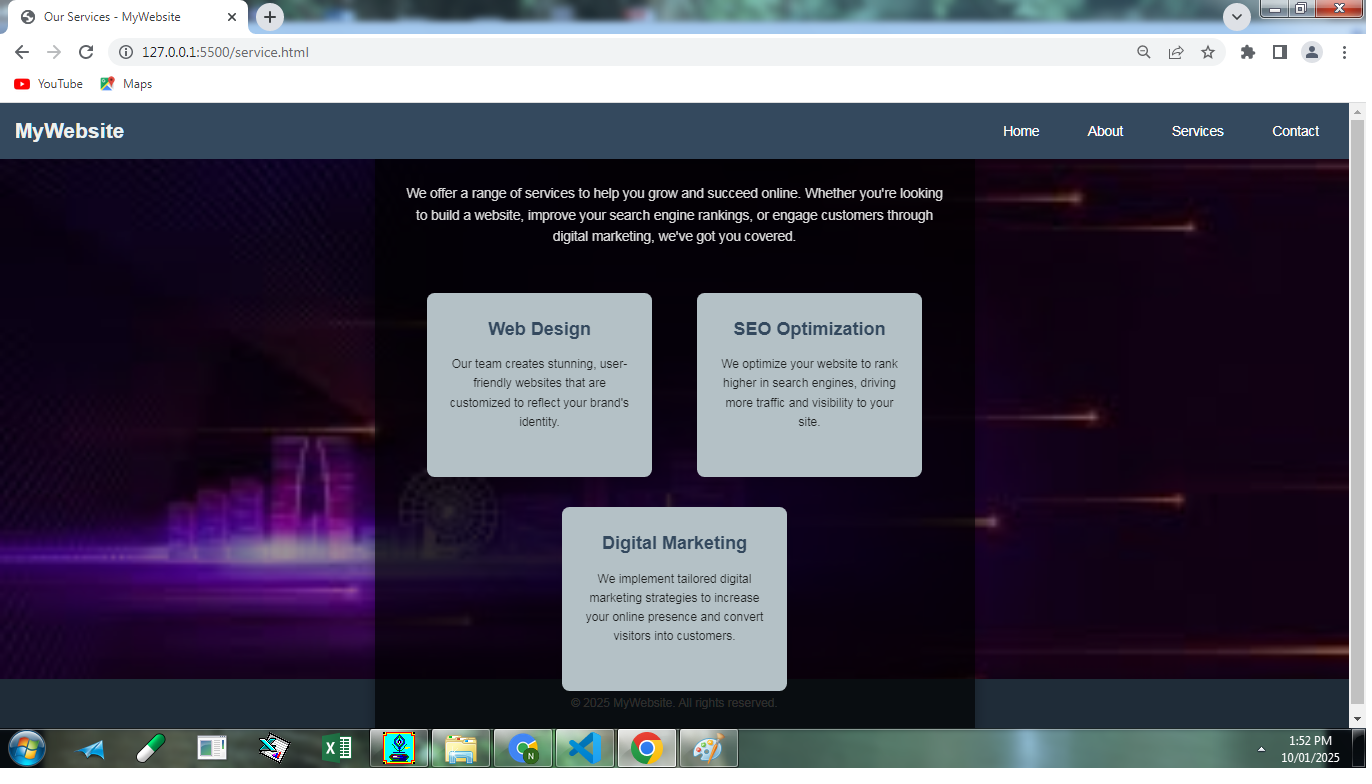 Our Services - MyWebsite
127.0.0.1:5500/service.html
YouTube
Maps
MyWebsite
Home
About
Services
Contact
We offer a range of services to help you grow and succeed online. Whether you're looking
to build a website, improve your search engine rankings, or engage customers through
digital marketing, we've got you covered.
Web Design
Our team creates stunning, user-
friendly websites that are
customized to reflect your brand's
identity.
SEO Optimization
We optimize your website to rank
higher in search engines, driving
more traffic and visibility to your
site.
Digital Marketing
We implement tailored digital
marketing strategies to increase
your online presence and convert
visitors into customers.
© 2025 MyWebsite. All rights reserved.
N
1:52 PM
10/01/2025